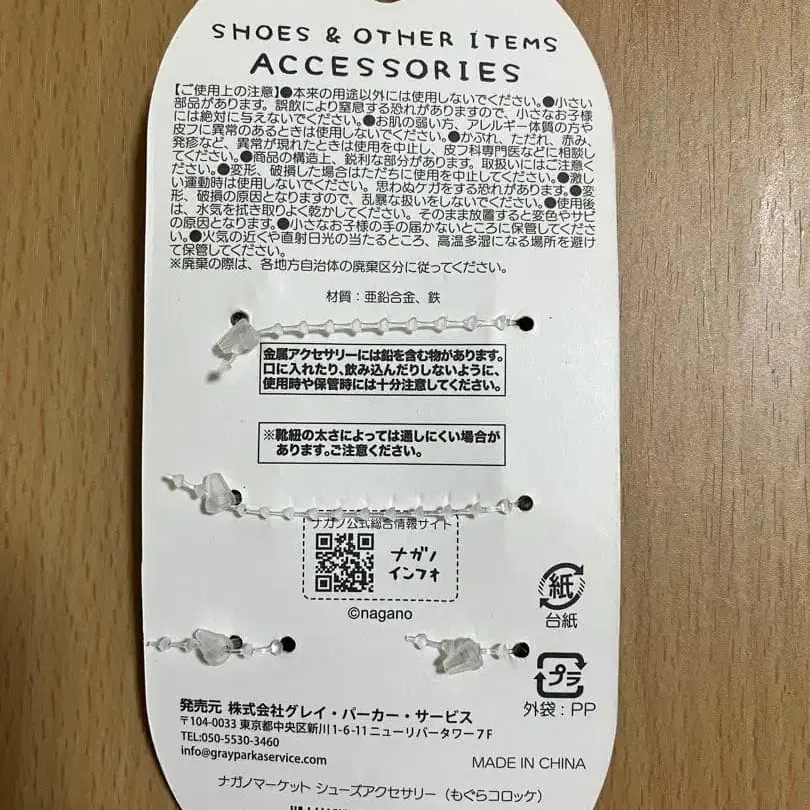 SHOES & OTHER ITEMS
ACCESSORIES
【ご使用上の注意】●本来の用途以外には使用しないでください。●小さい
部品があります。誤飲により窒息する恐れがありますので、小さなお子様
には絶対に与えないでください。●お肌の弱い方、アレルギー体質の方や
皮フに異常のあるときは使用しないでください。●かぶれ、ただれ、赤み、
発疹など、異常が現れたときは使用を中止し、皮フ科専門医などに相談し
てください。●商品の構造上、鋭利な部分があります。取扱いにはご注意く
ださい。●変形、破損した場合はただちに使用を中止してください。●激し
い運動時は使用しないでください。思わぬケガをする恐れがあります。●変
形、破損の原因となりますので、乱暴な扱いをしないでください。●使用後
は、水気を拭き取りよく乾かしてください。そのまま放置すると変色やサビ
の原因となります。●小さなお子様の手の届かないところに保管してくださ
い。●火気の近くや直射日光の当たるところ、高温多湿になる場所を避け
て保管してください。
※廃棄の際は、各地方自治体の廃棄区分に従ってください。
材質：亜鉛合金、鉄
金属アクセサリーには鉛を含む物があります。
口に入れたり、飲み込んだりしないように、
使用時や保管時には十分注意してください。
※靴紐の太さによっては通しにくい場合が
あります。ご注意ください。
ナガノ公式総合情報サイト
ナガノ
インフォ
©nagano
紙
台紙
プラ
外袋：PP
発売元 株式会社グレイ・パーカー・サービス
〒104-0033 東京都中央区新川1-6-11 ニューリバータワー7F
TEL:050-5530-3460
info@grayparkaservice.com
MADE IN CHINA
ナガノマーケット シューズアクセサリー（もぐらコロッケ）